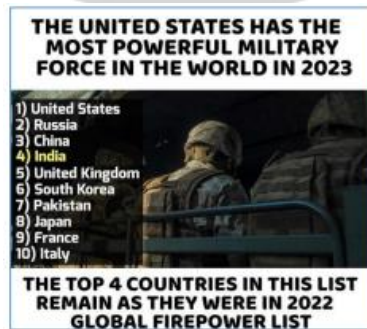 THE UNITED STATES HAS THE
MOST POWERFUL MILITARY
FORCE IN THE WORLD IN 2023
1) United States
2) Russia
3) China
4) India
5) United Kingdom
6) South Korea
7) Pakistan
8) Japan
9) France
10) Italy
THE TOP 4 COUNTRIES IN THIS LIST
REMAIN AS THEY WERE IN 2022
GLOBAL FIREPOWER LIST